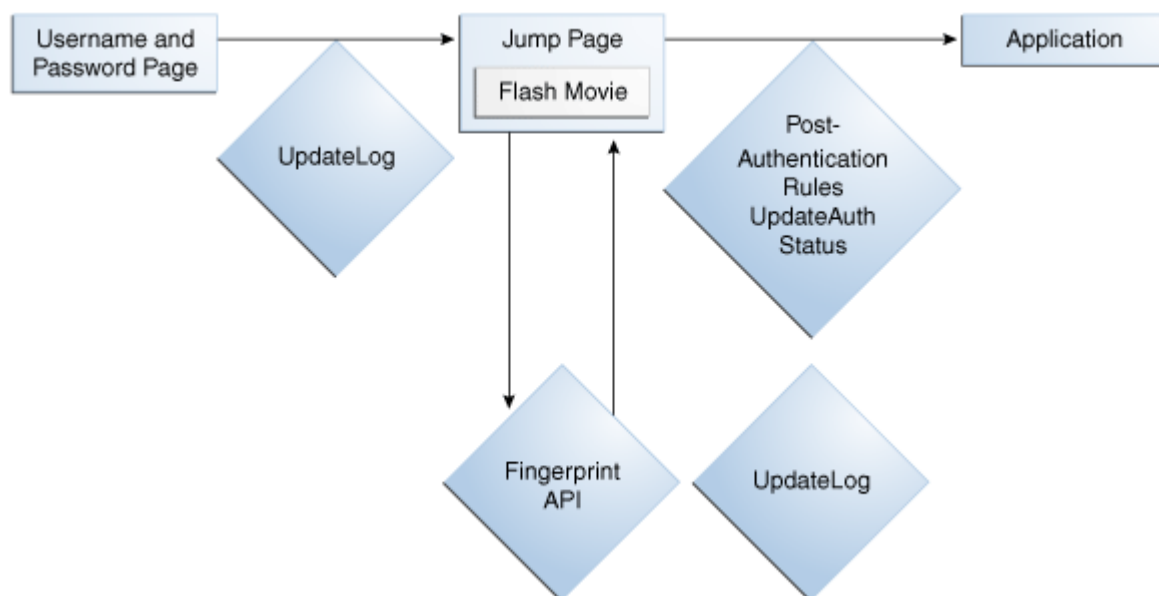 Username and
Password Page
Jump Page
Flash Movie
Application
UpdateLog
Post-
Authentication
Rules
UpdateAuth
Status
Fingerprint
API
UpdateLog